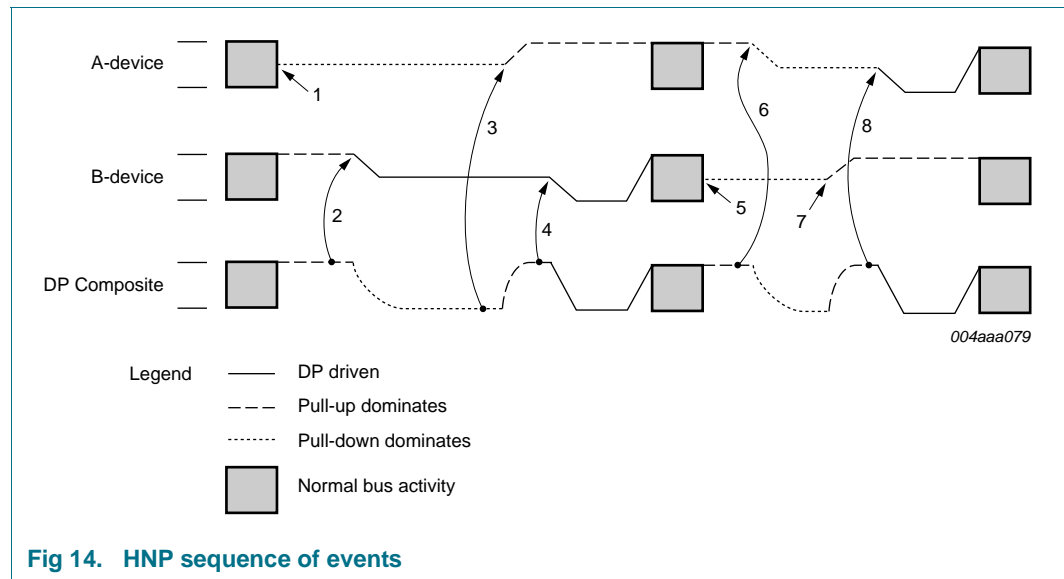 A-device
1
3
6
8
B-device
2
4
5
7
DP Composite
004aaa079
Legend
DP driven
Pull-up dominates
Pull-down dominates
Normal bus activity
Fig 14. HNP sequence of events